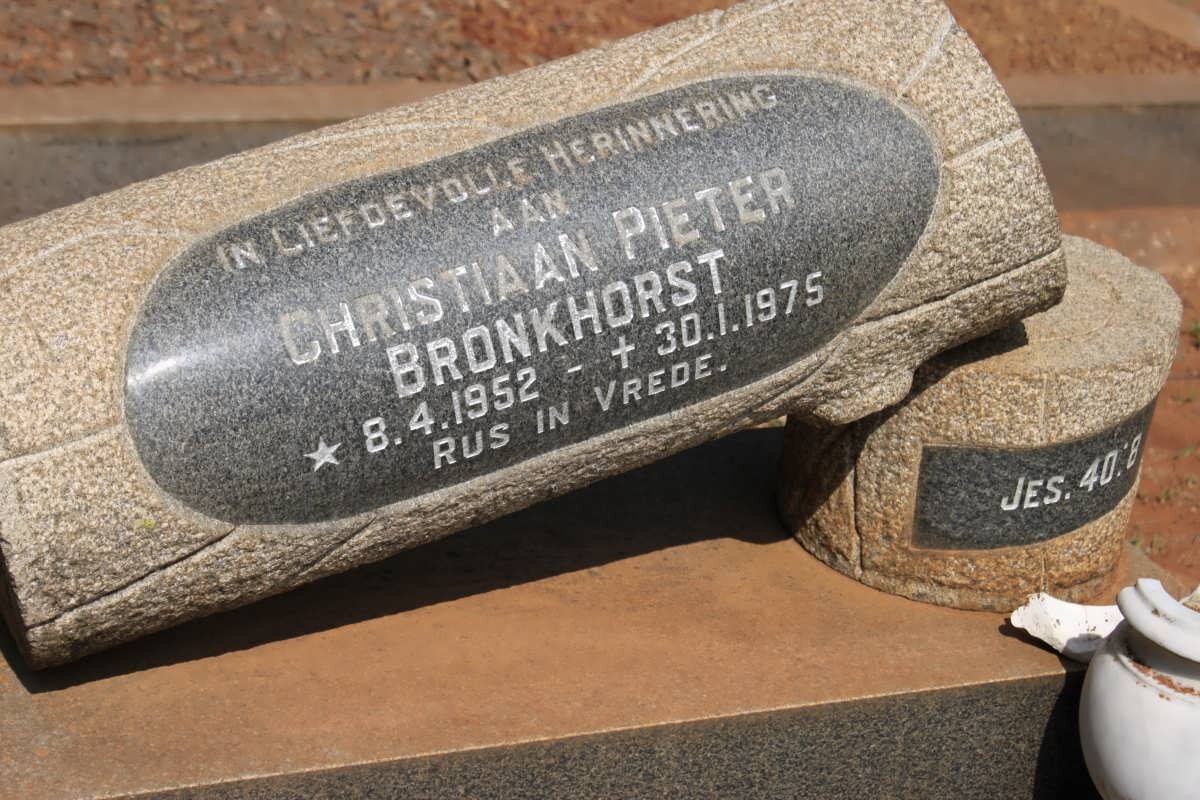 IN LIEFDEVOLLE HERINNERING
AAN
CHRISTIAAN PIETER
BRONKHORST
★ 8.4.1952 - ✝ 30.1.1975
RUS IN VREDE.
JES. 40:8